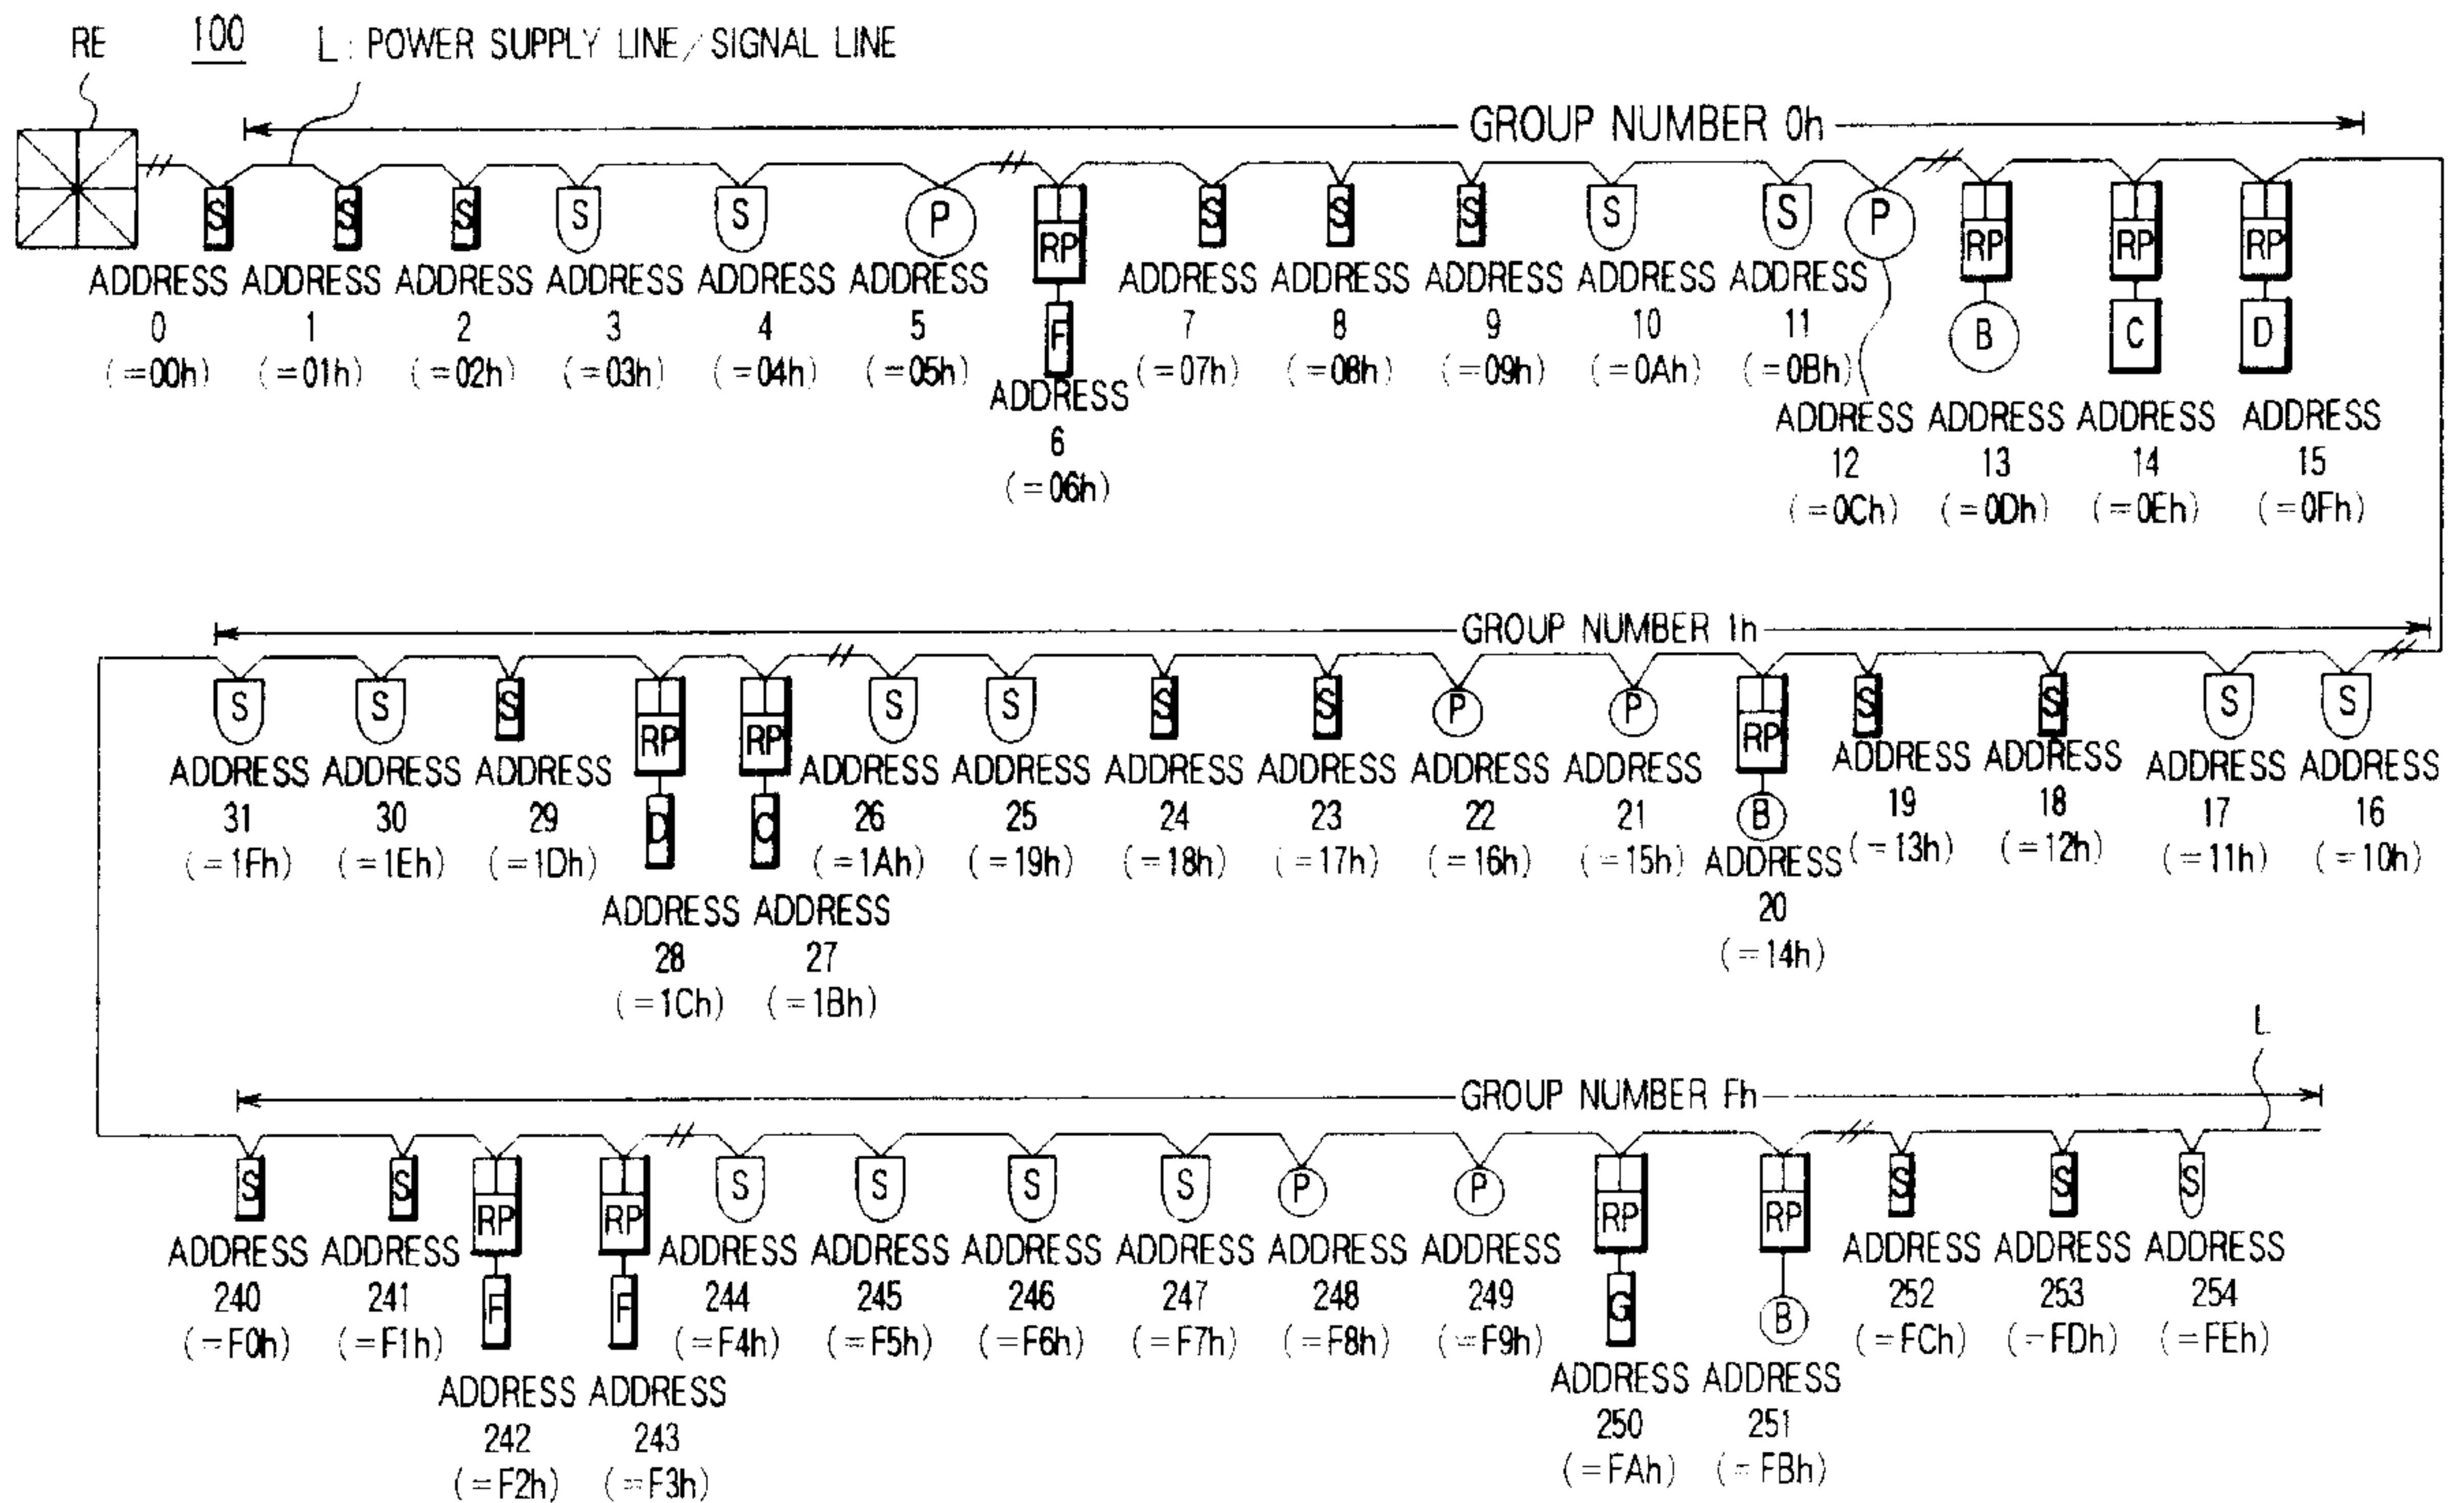 RE 100 L : POWER SUPPLY LINE/SIGNAL LINE
GROUP NUMBER 0h
S S S S S P RP S S S S S P RP RP RP
F B C D
ADDRESS ADDRESS ADDRESS ADDRESS ADDRESS ADDRESS ADDRESS ADDRESS ADDRESS ADDRESS ADDRESS
0 1 2 3 4 5 7 8 9 10 11
(=00h) (=01h) (=02h) (=03h) (=04h) (=05h) (=07h) (=08h) (=09h) (=0Ah) (=0Bh)
ADDRESS ADDRESS ADDRESS ADDRESS ADDRESS
6 12 13 14 15
(=06h) (=0Ch) (=0Dh) (=0Eh) (=0Fh)
GROUP NUMBER 1h
S S S RP RP S S S S P P RP S S S S
D C B
ADDRESS ADDRESS ADDRESS ADDRESS ADDRESS ADDRESS ADDRESS ADDRESS ADDRESS ADDRESS ADDRESS ADDRESS ADDRESS
31 30 29 26 25 24 23 22 21 19 18 17 16
(=1Fh) (=1Eh) (=1Dh) (=1Ah) (=19h) (=18h) (=17h) (=16h) (=15h) (=13h) (=12h) (=11h) (=10h)
ADDRESS ADDRESS ADDRESS
28 27 20
(=1Ch) (=1Bh) (=14h)
L
GROUP NUMBER Fh
S S RP RP S S S S P P RP RP S S S
F F G B
ADDRESS ADDRESS ADDRESS ADDRESS ADDRESS ADDRESS ADDRESS ADDRESS ADDRESS ADDRESS ADDRESS
240 241 244 245 246 247 248 249 252 253 254
(=F0h) (=F1h) (=F4h) (=F5h) (=F6h) (=F7h) (=F8h) (=F9h) (=FCh) (=FDh) (=FEh)
ADDRESS ADDRESS ADDRESS ADDRESS
242 243 250 251
(=F2h) (=F3h) (=FAh) (=FBh)